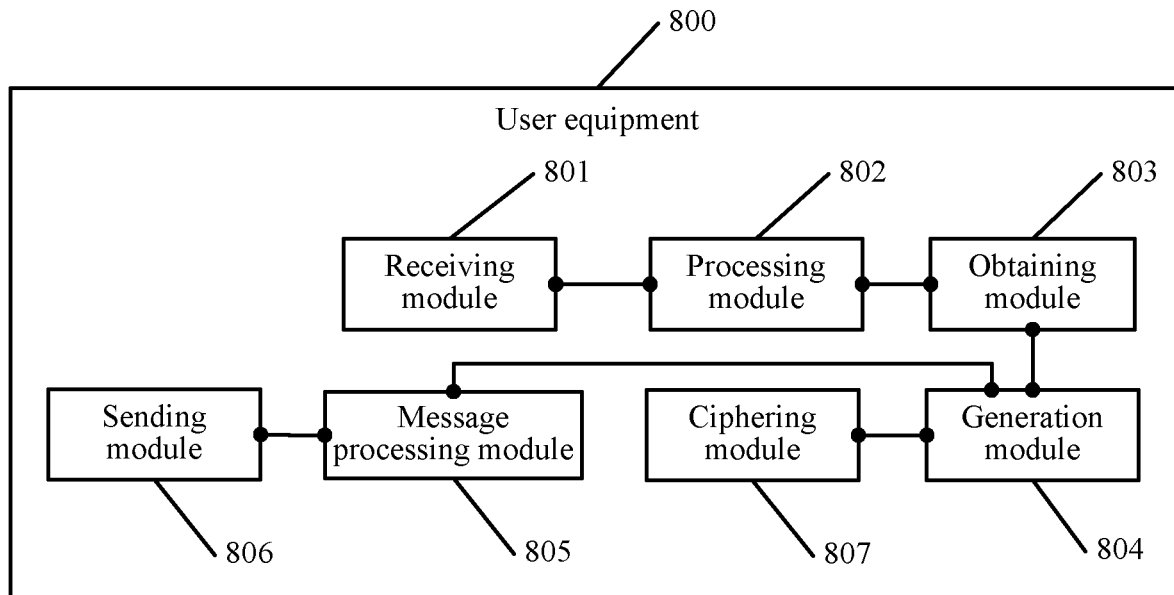 800
User equipment
801
802
803
Receiving
module
Processing
module
Obtaining
module
Sending
module
Message
processing module
Ciphering
module
Generation
module
806
805
807
804